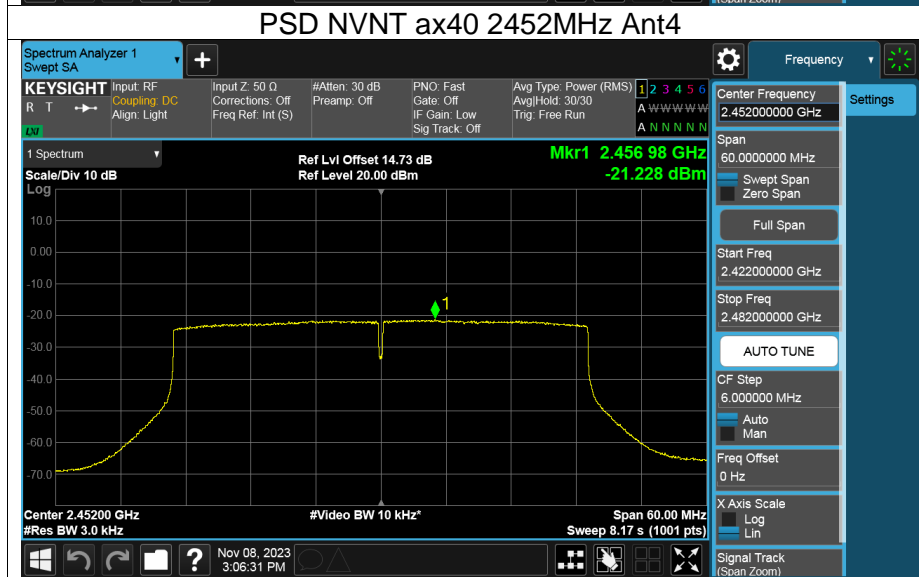 (Span Zoom)
PSD NVNT ax40 2452MHz Ant4
Spectrum Analyzer 1
Swept SA
+
Frequency
KEYSIGHT
R T
LXI
Input: RF
Coupling: DC
Align: Light
Input Z: 50 Ω
Corrections: Off
Freq Ref: Int (S)
#Atten: 30 dB
Preamp: Off
PNO: Fast
Gate: Off
IF Gain: Low
Sig Track: Off
Avg Type: Power (RMS)
Avg|Hold: 30/30
Trig: Free Run
1 2 3 4 5 6
A W W W W W
A N N N N N
1 Spectrum
Scale/Div 10 dB
Log
Ref Lvl Offset 14.73 dB
Ref Level 20.00 dBm
Mkr1 2.456 98 GHz
-21.228 dBm
10.0
0.00
-10.0
-20.0
-30.0
-40.0
-50.0
-60.0
-70.0
1
Center 2.45200 GHz
#Res BW 3.0 kHz
#Video BW 10 kHz*
Span 60.00 MHz
Sweep 8.17 s (1001 pts)
Center Frequency
2.452000000 GHz
Settings
Span
60.0000000 MHz
Swept Span
Zero Span
Full Span
Start Freq
2.422000000 GHz
Stop Freq
2.482000000 GHz
AUTO TUNE
CF Step
6.000000 MHz
Auto
Man
Freq Offset
0 Hz
X Axis Scale
Log
Lin
Signal Track
(Span Zoom)
?
Nov 08, 2023
3:06:31 PM